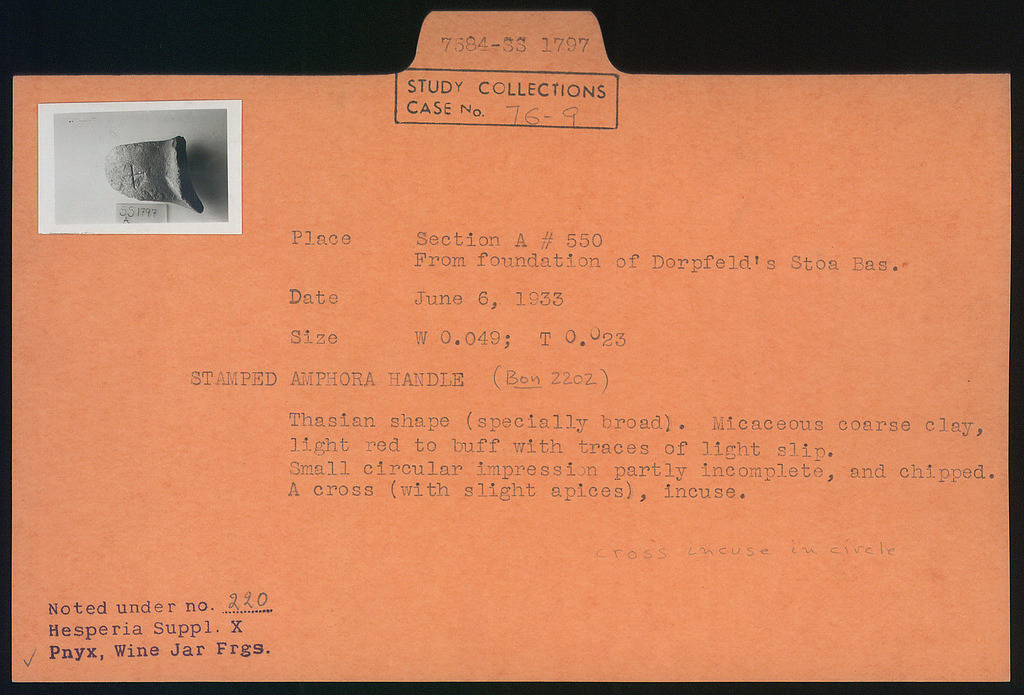 7684-SS 1797
STUDY COLLECTIONS
CASE No. 76-9
SS 1797
A
Place Section A # 550
From foundation of Dorpfeld's Stoa Bas.
Date June 6, 1933
Size W 0.049; T 0.023
STAMPED AMPHORA HANDLE (Bon 2202)
Thasian shape (specially broad). Micaceous coarse clay,
light red to buff with traces of light slip.
Small circular impression partly incomplete, and chipped.
A cross (with slight apices), incuse.
cross incuse in circle
Noted under no. 220
Hesperia Suppl. X
✓ Pnyx, Wine Jar Frgs.